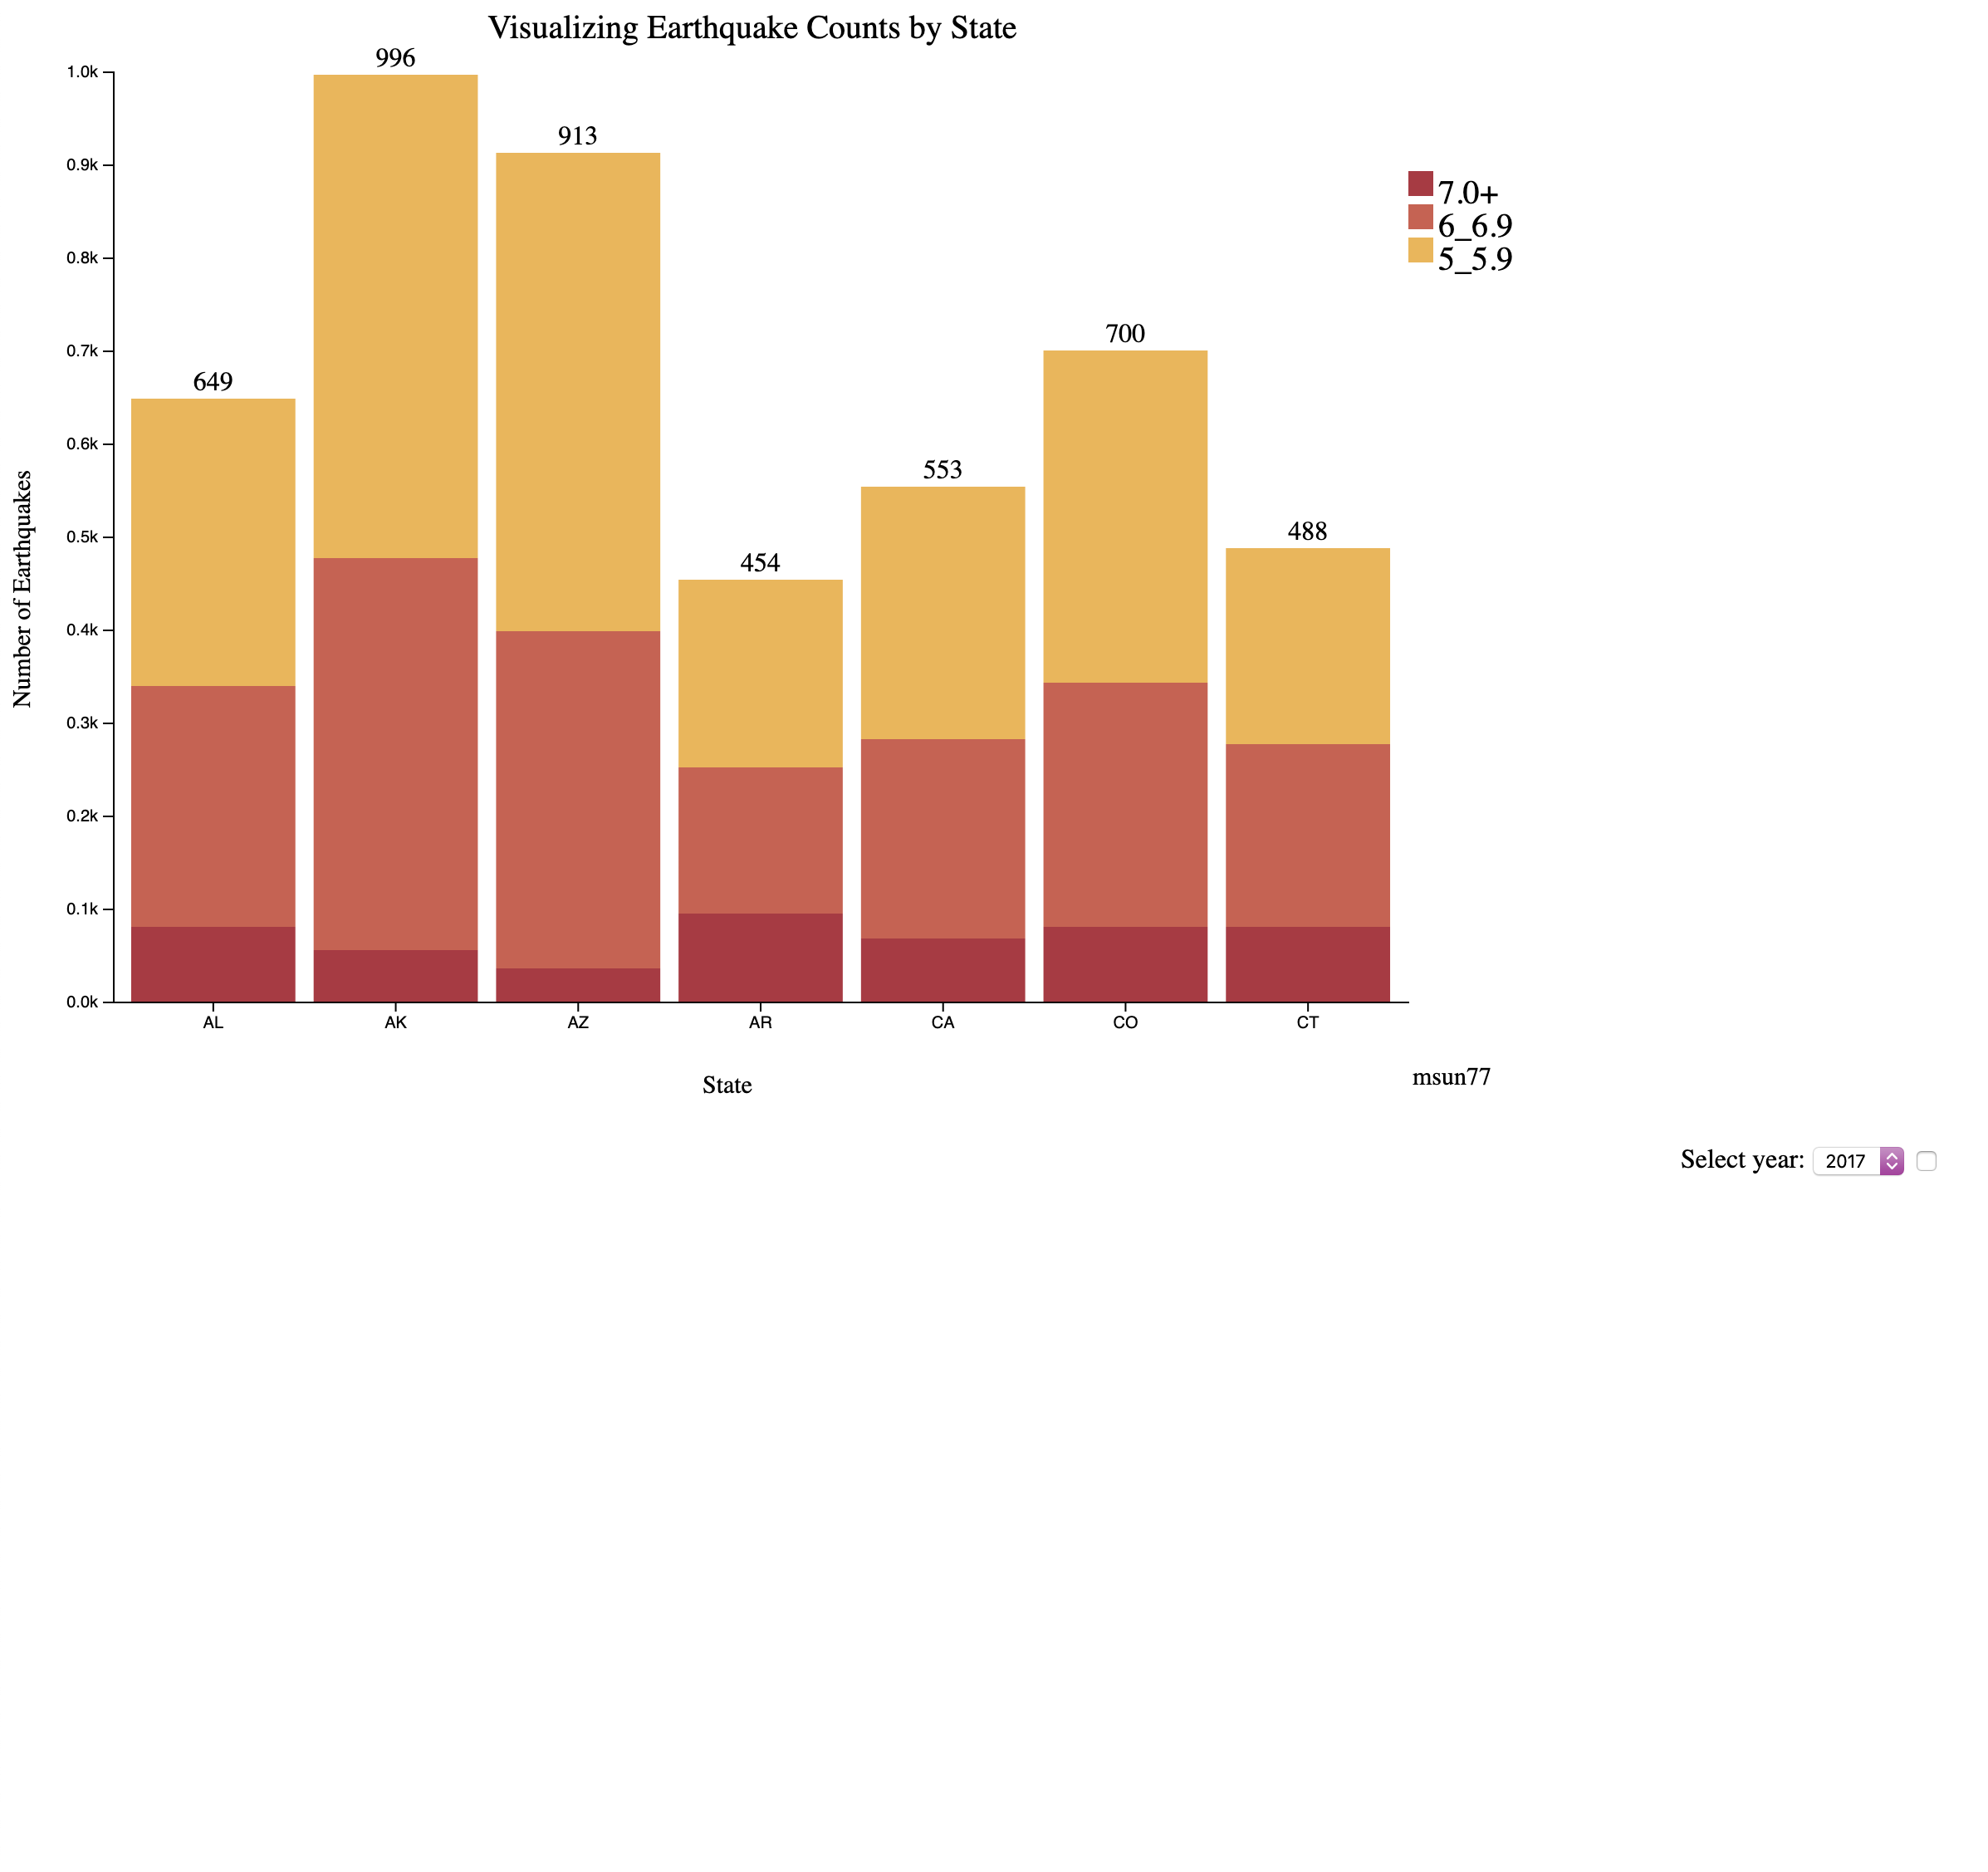 Visualizing Earthquake Counts by State
996
1.0k
913
0.9k
7.0+
6_6.9
5_5.9
0.8k
700
0.7k
649
0.6k
553
488
0.5k
454
Number of Earthquakes
0.4k
0.3k
0.2k
0.1k
0.0k
AL AK AZ AR CA CO CT
State
msun77
Select year: 2017